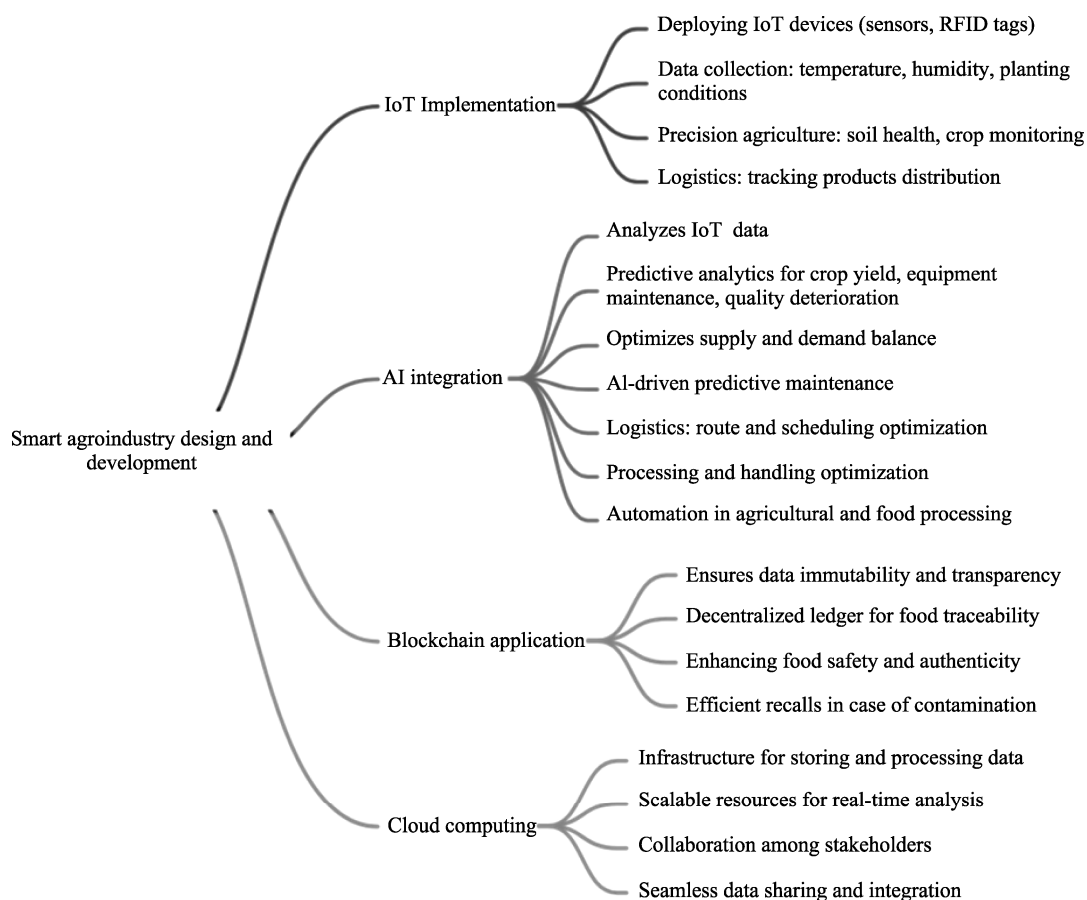 Smart agroindustry design and
development
IoT Implementation
Deploying IoT devices (sensors, RFID tags)
Data collection: temperature, humidity, planting
conditions
Precision agriculture: soil health, crop monitoring
Logistics: tracking products distribution
AI integration
Analyzes IoT data
Predictive analytics for crop yield, equipment
maintenance, quality deterioration
Optimizes supply and demand balance
Al-driven predictive maintenance
Logistics: route and scheduling optimization
Processing and handling optimization
Automation in agricultural and food processing
Blockchain application
Ensures data immutability and transparency
Decentralized ledger for food traceability
Enhancing food safety and authenticity
Efficient recalls in case of contamination
Cloud computing
Infrastructure for storing and processing data
Scalable resources for real-time analysis
Collaboration among stakeholders
Seamless data sharing and integration